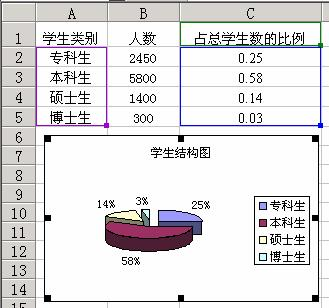 A B C
1 学生类别 人数 占总学生数的比例
2 专科生 2450 0.25
3 本科生 5800 0.58
4 硕士生 1400 0.14
5 博士生 300 0.03
6
7 学生结构图
8
9 14% 3% 25%
10 专科生
11 本科生
12 硕士生
13 58% 博士生
14